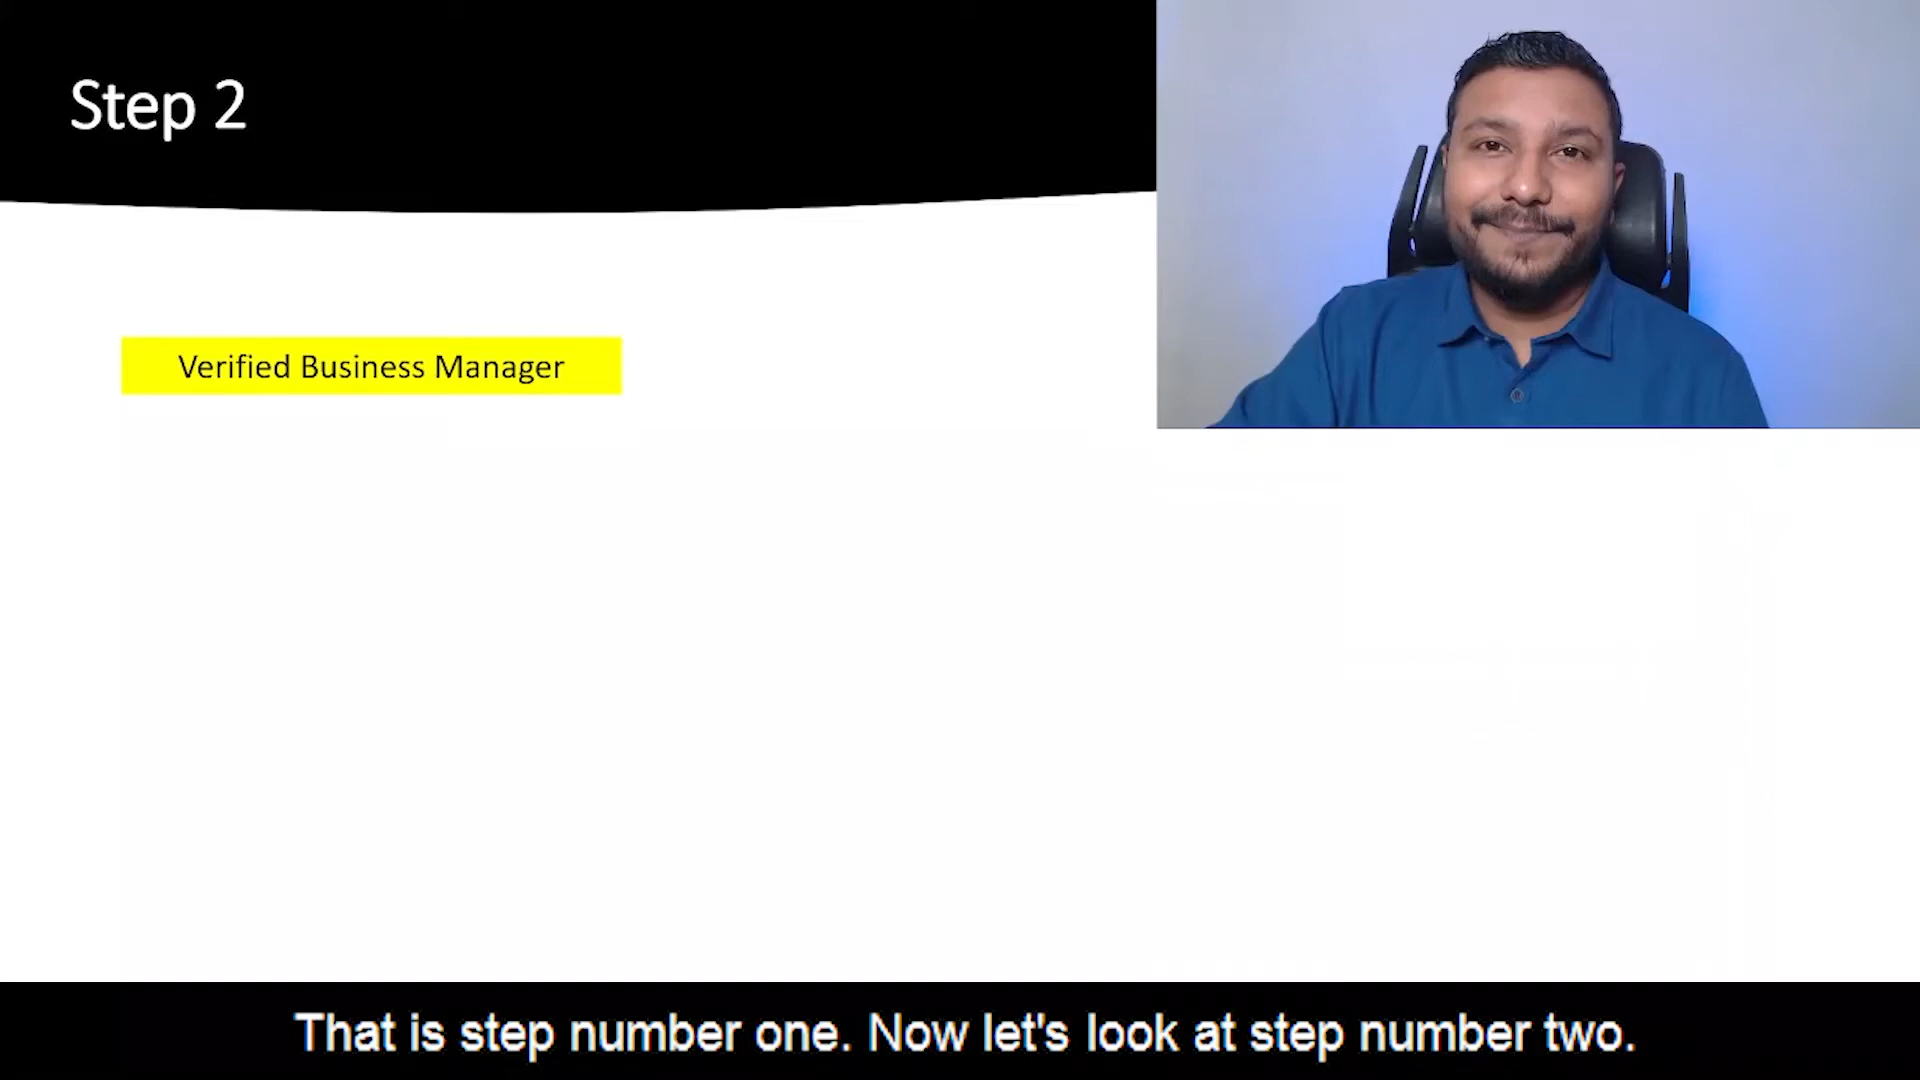 Step 2
Verified Business Manager
That is step number one. Now let's look at step number two.